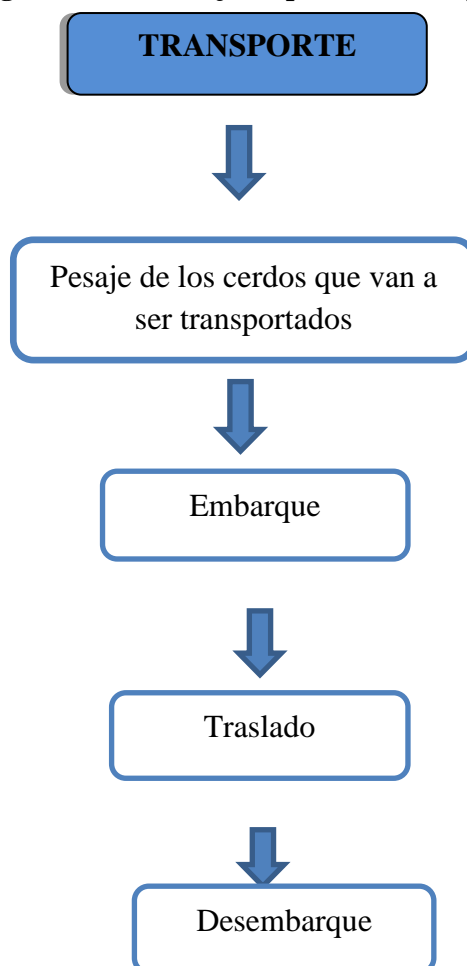 TRANSPORTE
Pesaje de los cerdos que van a
ser transportados
Embarque
Traslado
Desembarque